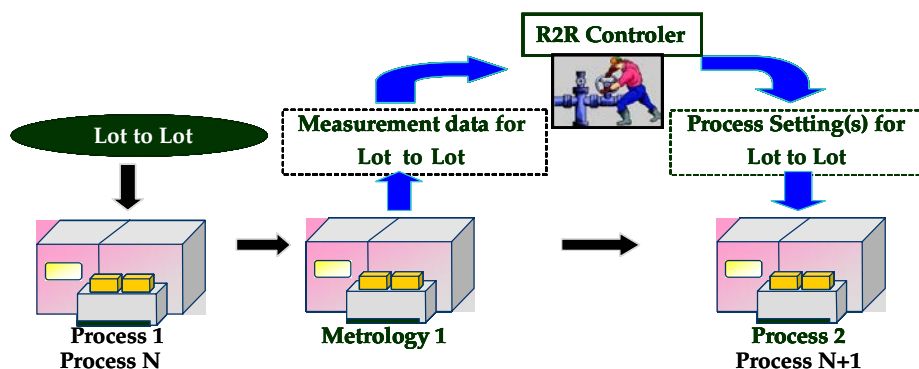 R2R Controler
Lot to Lot
Measurement data for
Lot to Lot
Process Setting(s) for
Lot to Lot
Process 1
Process N
Metrology 1
Process 2
Process N+1